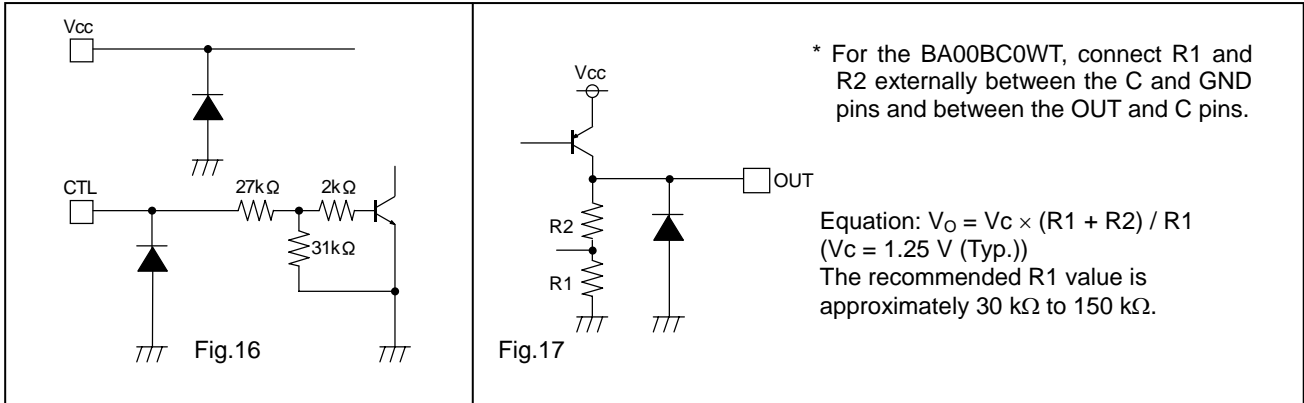 Vcc
CTL
27kΩ
2kΩ
31kΩ
Fig.16
Vcc
OUT
R2
R1
Fig.17
* For the BA00BC0WT, connect R1 and
R2 externally between the C and GND
pins and between the OUT and C pins.
Equation: VO = Vc × (R1 + R2) / R1
(Vc = 1.25 V (Typ.))
The recommended R1 value is
approximately 30 kΩ to 150 kΩ.